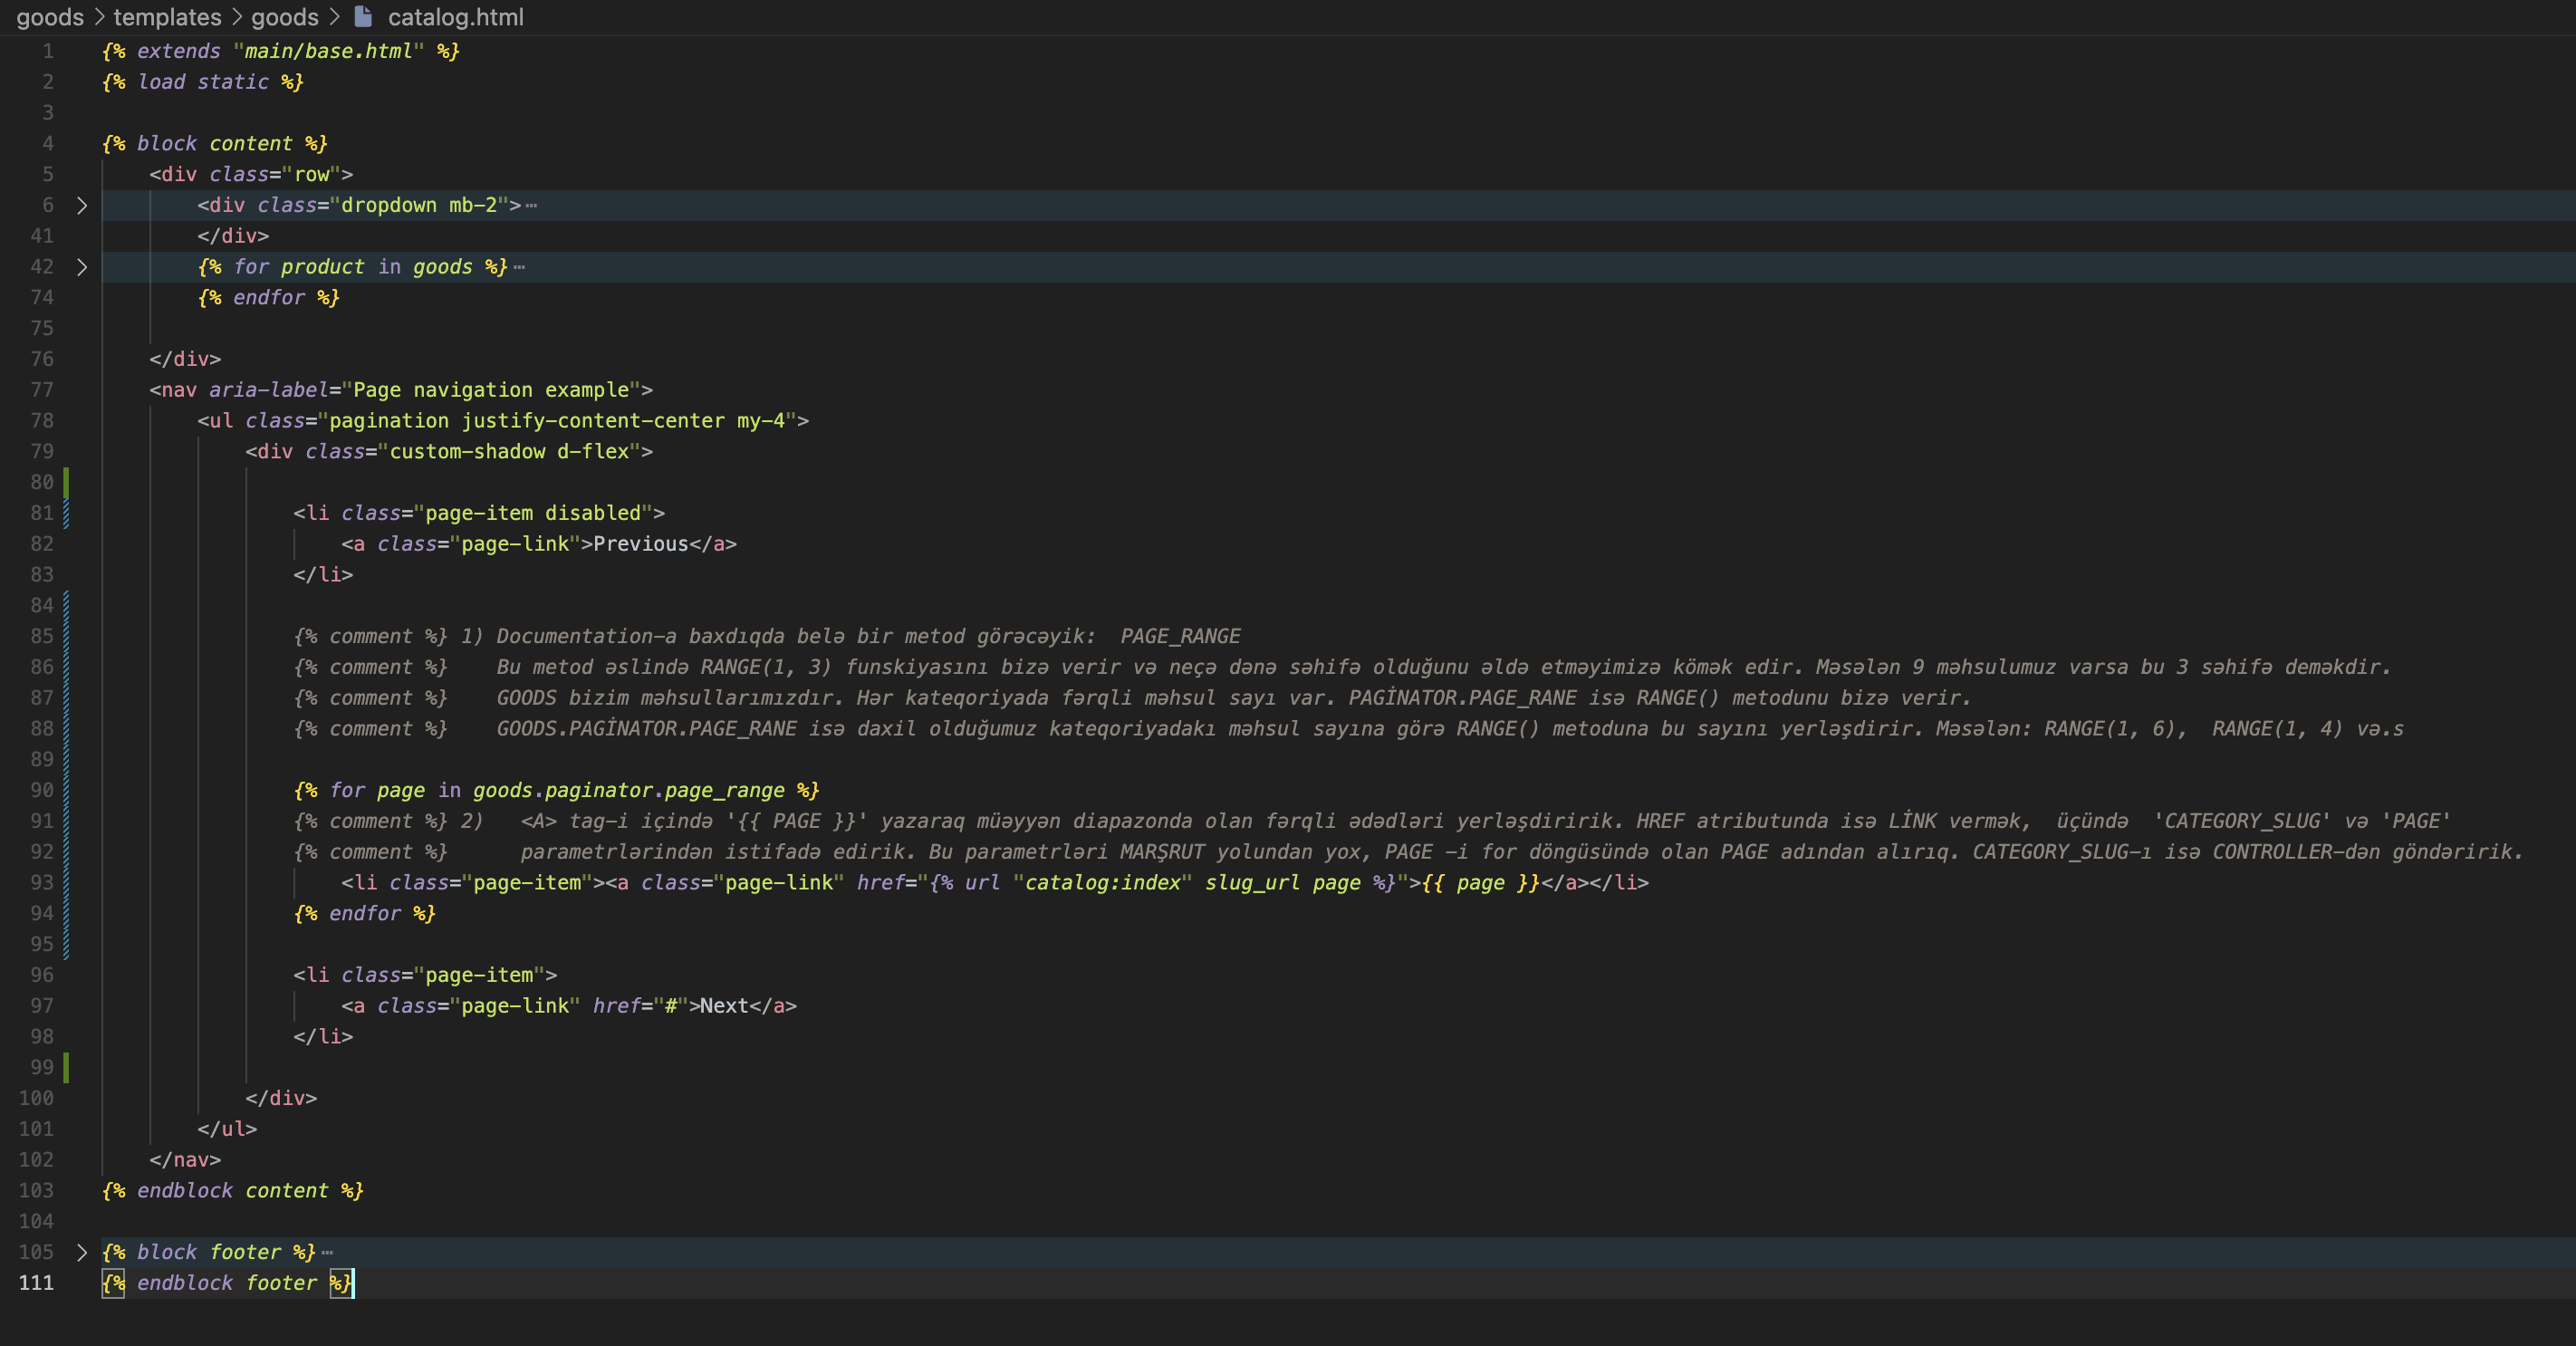 goods > templates > goods > catalog.html
1 {% extends "main/base.html" %}
2 {% load static %}
3
4 {% block content %}
5 <div class="row">
6 <div class="dropdown mb-2">…
41 </div>
42 {% for product in goods %}…
74 {% endfor %}
75
76 </div>
77 <nav aria-label="Page navigation example">
78 <ul class="pagination justify-content-center my-4">
79 <div class="custom-shadow d-flex">
80
81 <li class="page-item disabled">
82 <a class="page-link">Previous</a>
83 </li>
84
85 {% comment %} 1) Documentation-a baxdıqda belə bir metod görəcəyik:  PAGE_RANGE
86 {% comment %}    Bu metod əslində RANGE(1, 3) funskiyasını bizə verir və neçə dənə səhifə olduğunu əldə etməyimizə kömək edir. Məsələn 9 məhsulumuz varsa bu 3 səhifə deməkdir.
87 {% comment %}    GOODS bizim məhsullarımızdır. Hər kateqoriyada fərqli məhsul sayı var. PAGİNATOR.PAGE_RANE isə RANGE() metodunu bizə verir.
88 {% comment %}    GOODS.PAGİNATOR.PAGE_RANE isə daxil olduğumuz kateqoriyadakı məhsul sayına görə RANGE() metoduna bu sayını yerləşdirir. Məsələn: RANGE(1, 6),  RANGE(1, 4) və.s
89
90 {% for page in goods.paginator.page_range %}
91 {% comment %} 2)   <A> tag-i içində '{{ PAGE }}' yazaraq müəyyən diapazonda olan fərqli ədədləri yerləşdiririk. HREF atributunda isə LİNK vermək,  üçündə  'CATEGORY_SLUG' və 'PAGE'
92 {% comment %}      parametrlərindən istifadə edirik. Bu parametrləri MARŞRUT yolundan yox, PAGE -i for döngüsündə olan PAGE adından alırıq. CATEGORY_SLUG-ı isə CONTROLLER-dən göndəririk.
93 <li class="page-item"><a class="page-link" href="{% url "catalog:index" slug_url page %}">{{ page }}</a></li>
94 {% endfor %}
95
96 <li class="page-item">
97 <a class="page-link" href="#">Next</a>
98 </li>
99
100 </div>
101 </ul>
102 </nav>
103 {% endblock content %}
104
105 {% block footer %}…
111 {% endblock footer %}